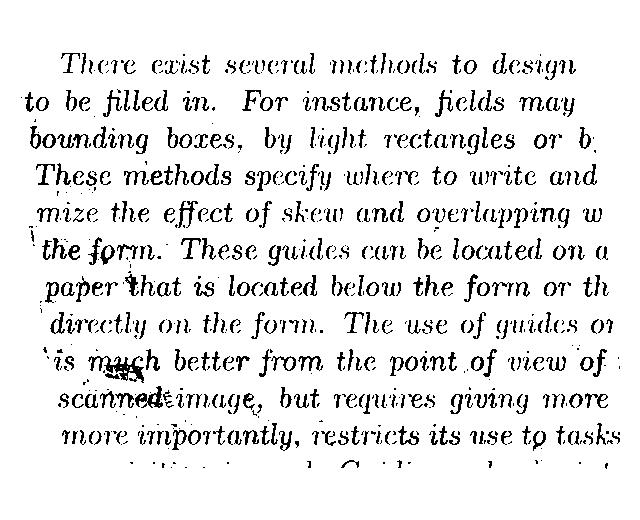 There exist several methods to design
to be filled in. For instance, fields may
bounding boxes, by light rectangles or b
These methods specify where to write and
mize the effect of skew and overlapping w
the form. These guides can be located on a
paper that is located below the form or th
directly on the form. The use of guides or
is much better from the point of view of
scanned image, but requires giving more
more importantly, restricts its use to tasks